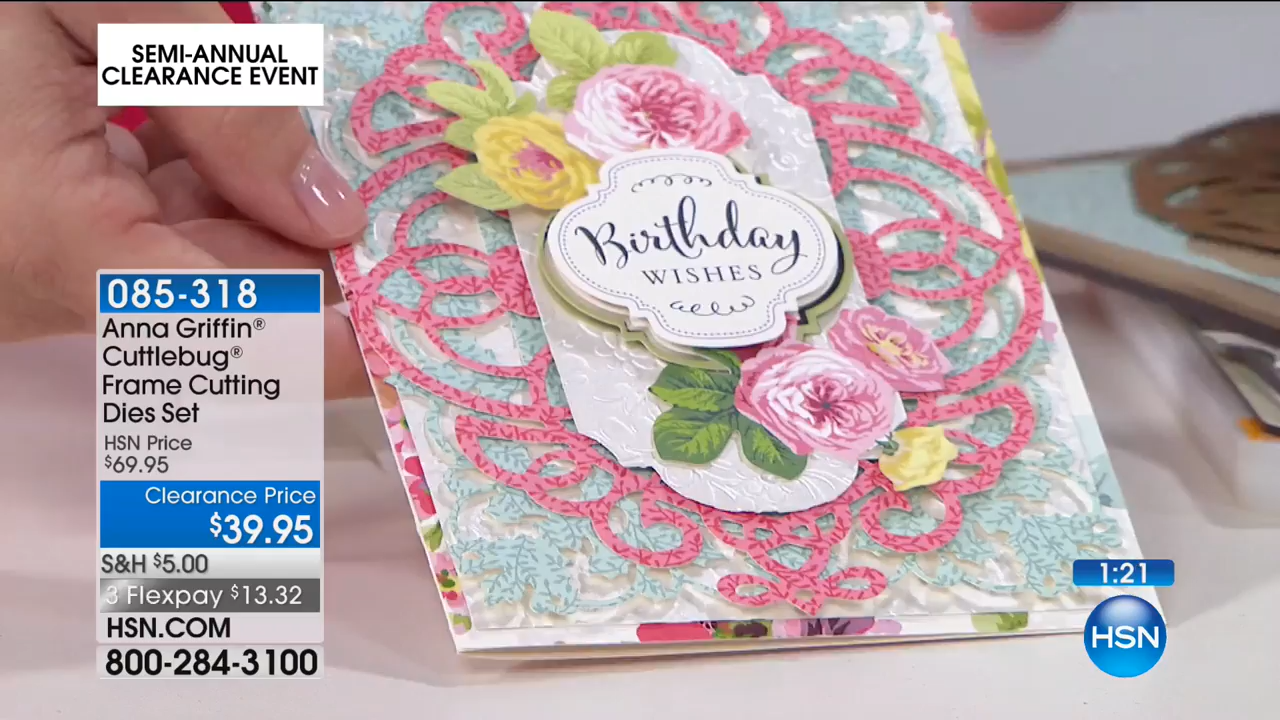 SEMI-ANNUAL
CLEARANCE EVENT
Birthday
WISHES
085-318
Anna Griffin®
Cuttlebug®
Frame Cutting
Dies Set
HSN Price
$69.95
Clearance Price
$39.95
S&H $5.00
3 Flexpay $13.32
HSN.COM
800-284-3100
1:21
HSN